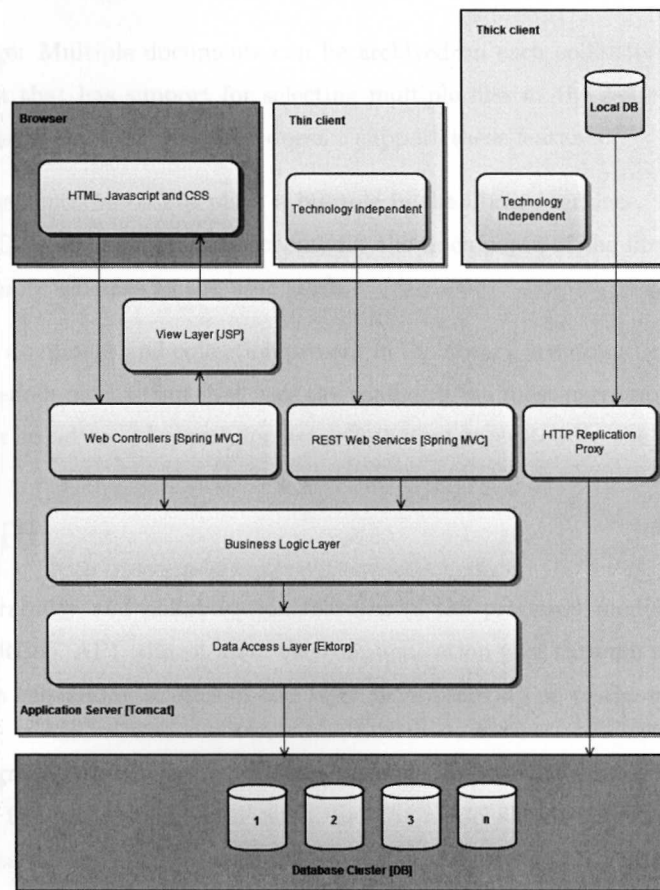 Thick client
Local DB
Browser
Thin client
HTML, Javascript and CSS
Technology Independent
Technology
Independent
View Layer [JSP]
Web Controllers [Spring MVC]
REST Web Services [Spring MVC]
HTTP Replication
Proxy
Business Logic Layer
Data Access Layer [Ektorp]
Application Server [Tomcat]
1
2
3
n
Database Cluster [DB]